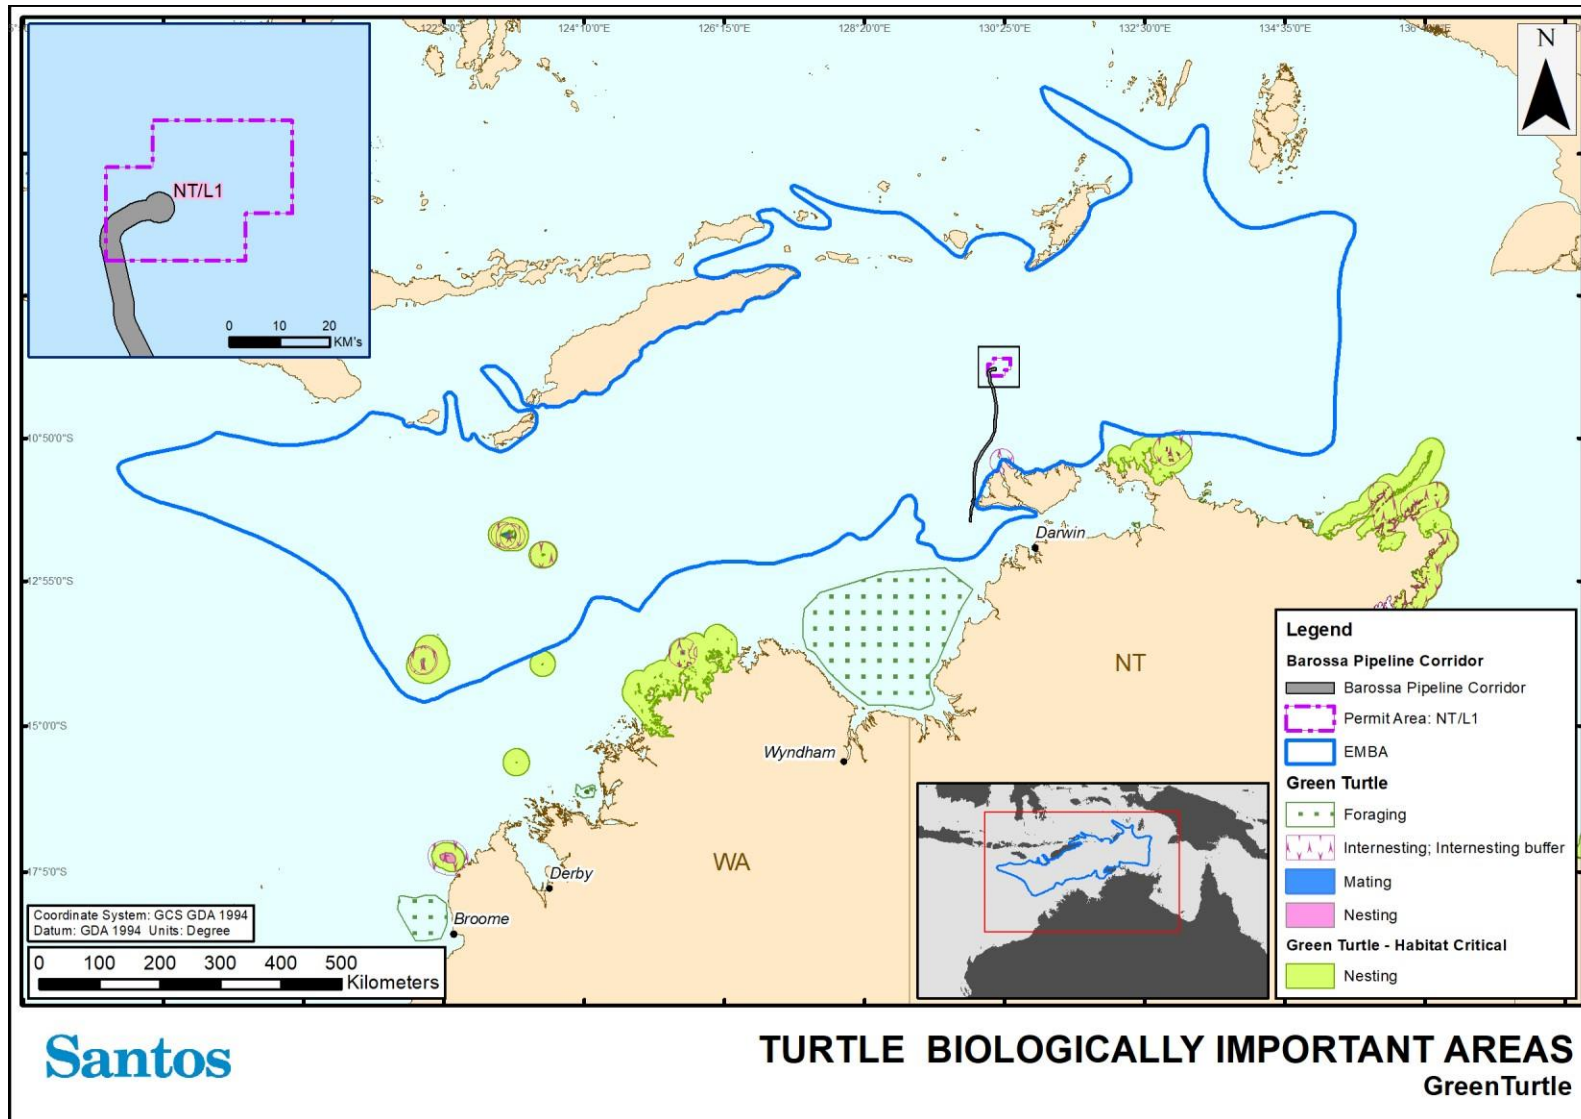 122°5'0"E
124°10'0"E
126°15'0"E
128°20'0"E
130°25'0"E
132°30'0"E
134°35'0"E
N
NT/L1
0 10 20
KM's
10°50'0"S
12°55'0"S
15°0'0"S
17°5'0"S
Darwin
NT
Wyndham
WA
Derby
Broome
Coordinate System: GCS GDA 1994
Datum: GDA 1994 Units: Degree
0 100 200 300 400 500
Kilometers
Legend
Barossa Pipeline Corridor
Barossa Pipeline Corridor
Permit Area: NT/L1
EMBA
Green Turtle
Foraging
Internesting; Internesting buffer
Mating
Nesting
Green Turtle - Habitat Critical
Nesting
Santos
TURTLE BIOLOGICALLY IMPORTANT AREAS
GreenTurtle